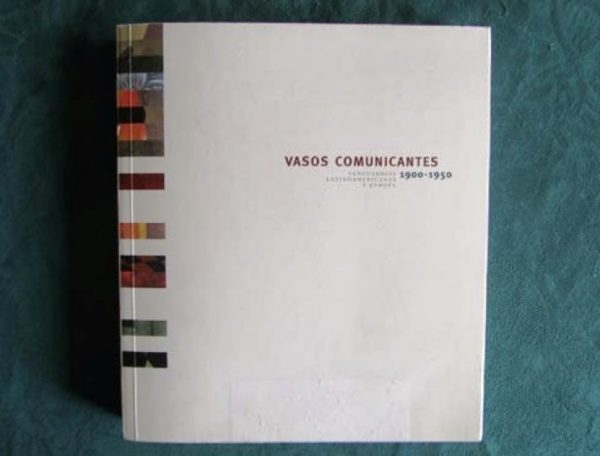 VASOS COMUNICANTES
VANGUARDIAS 1900-1950
LATINOAMERICANAS
Y EUROPA